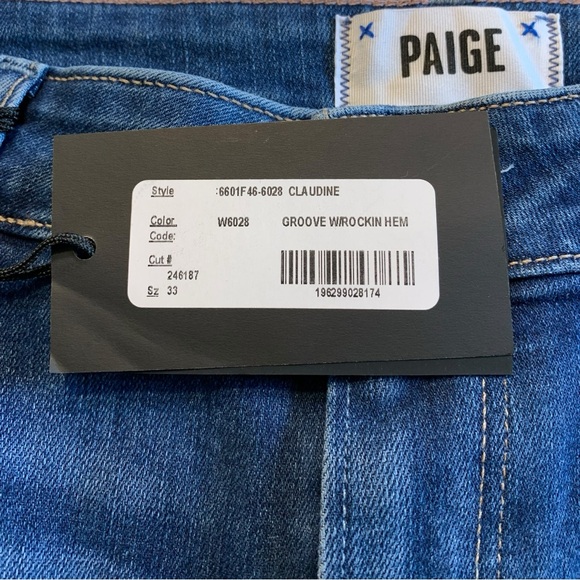 PAIGE
Style :6601F46-6028 CLAUDINE
Color W6028 GROOVE W/ROCKIN HEM
Code:
Cut #
246187
Sz 33
196299028174